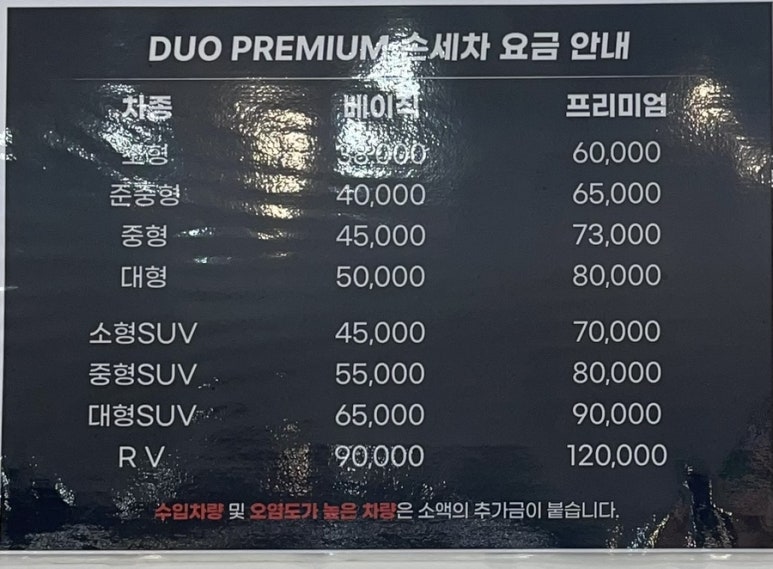 DUO PREMIUM 손세차 요금 안내
차종 베이직 프리미엄
소형 60,000
준중형 40,000 65,000
중형 45,000 73,000
대형 50,000 80,000
소형SUV 45,000 70,000
중형SUV 55,000 80,000
대형SUV 65,000 90,000
RV 90,000 120,000
수입차량 및 오염도가 높은 차량은 소액의 추가금이 붙습니다.